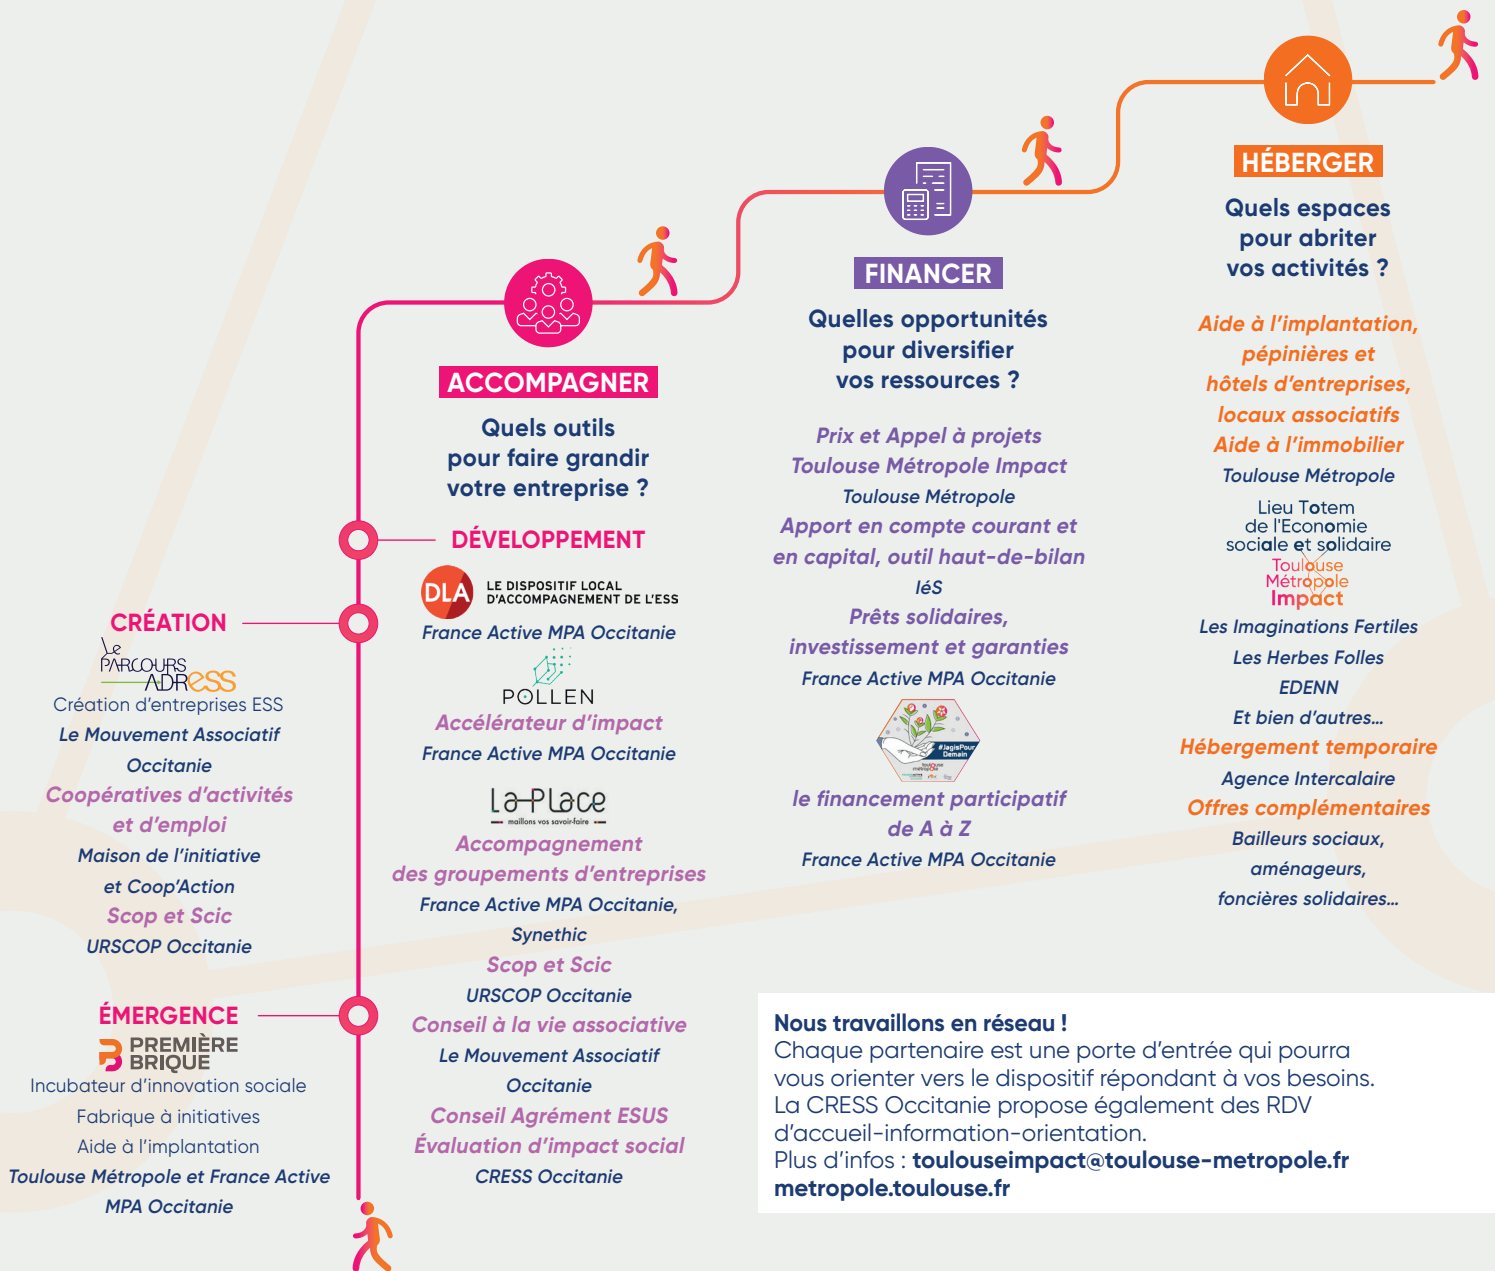 ACCOMPAGNER
Quels outils
pour faire grandir
votre entreprise ?
DÉVELOPPEMENT
DLA
LE DISPOSITIF LOCAL
D'ACCOMPAGNEMENT DE L'ESS
France Active MPA Occitanie
POLLEN
Accélérateur d'impact
France Active MPA Occitanie
La Place
maillons vos savoir-faire
Accompagnement
des groupements d'entreprises
France Active MPA Occitanie,
Synethic
Scop et Scic
URSCOP Occitanie
Conseil à la vie associative
Le Mouvement Associatif
Occitanie
Conseil Agrément ESUS
Évaluation d'impact social
CRESS Occitanie
CRÉATION
Le
PARCOURS
ADRESS
Création d'entreprises ESS
Le Mouvement Associatif
Occitanie
Coopératives d'activités
et d'emploi
Maison de l'initiative
et Coop'Action
Scop et Scic
URSCOP Occitanie
ÉMERGENCE
PREMIÈRE
BRIQUE
Incubateur d'innovation sociale
Fabrique à initiatives
Aide à l'implantation
Toulouse Métropole et France Active
MPA Occitanie
FINANCER
Quelles opportunités
pour diversifier
vos ressources ?
Prix et Appel à projets
Toulouse Métropole Impact
Toulouse Métropole
Apport en compte courant et
en capital, outil haut-de-bilan
IéS
Prêts solidaires,
investissement et garanties
France Active MPA Occitanie
#JagisPour
Demain
toulouse
métropole
le financement participatif
de A à Z
France Active MPA Occitanie
HÉBERGER
Quels espaces
pour abriter
vos activités ?
Aide à l'implantation,
pépinières et
hôtels d'entreprises,
locaux associatifs
Aide à l'immobilier
Toulouse Métropole
Lieu Totem
de l'Economie
sociale et solidaire
Toulouse
Métropole
Impact
Les Imaginations Fertiles
Les Herbes Folles
EDENN
Et bien d'autres...
Hébergement temporaire
Agence Intercalaire
Offres complémentaires
Bailleurs sociaux,
aménageurs,
foncières solidaires...
Nous travaillons en réseau !
Chaque partenaire est une porte d'entrée qui pourra
vous orienter vers le dispositif répondant à vos besoins.
La CRESS Occitanie propose également des RDV
d'accueil-information-orientation.
Plus d'infos : toulouseimpact@toulouse-metropole.fr
metropole.toulouse.fr